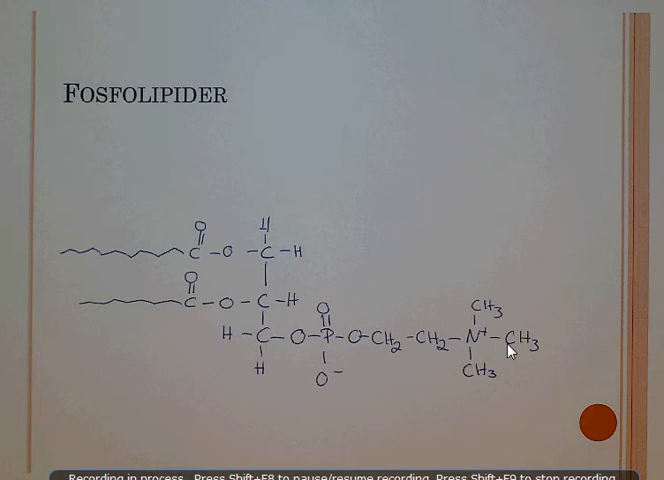 FOSFOLIPIDER
O H
C - O - C - H
O
C - O - C - H O CH3
H - C - O - P - O - CH2 - CH2 - N+ - CH3
H O- CH3
Recording in process. Press Shift+F8 to pause/resume recording. Press Shift+F9 to stop recording.